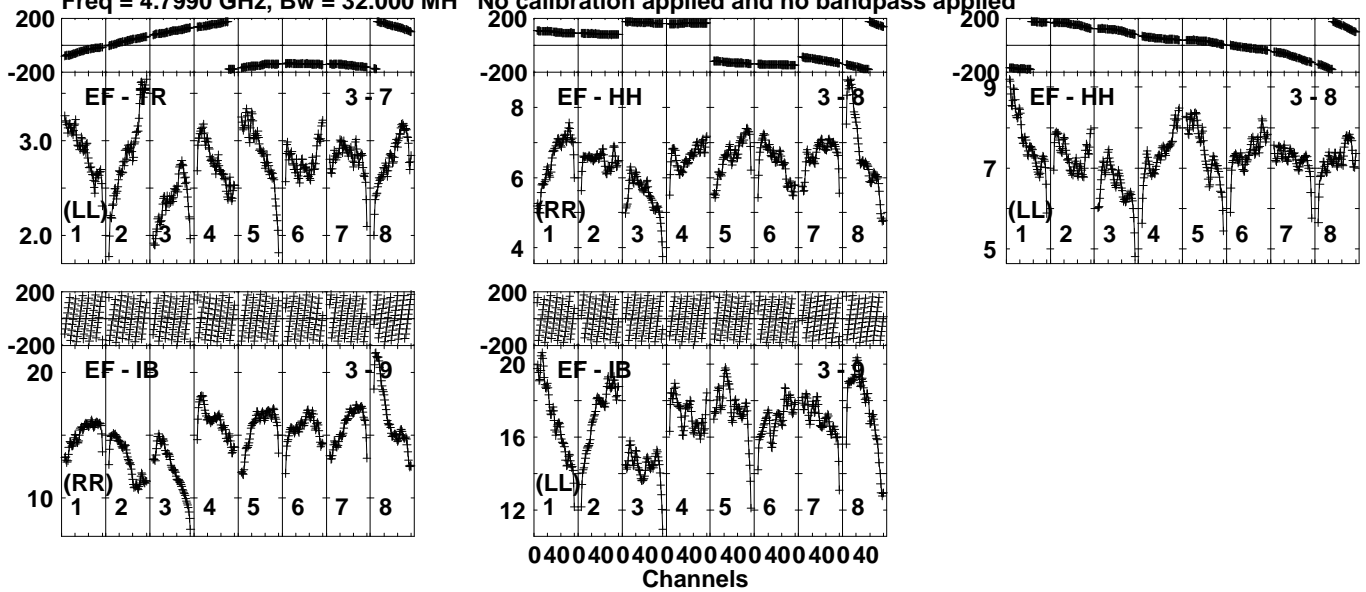 Freq = 4.7990 GHz, Bw = 32.000 MH No calibration applied and no bandpass applied
200
-200
EF - TR 3 - 7
3.0
2.0
(LL)
1 2 3 4 5 6 7 8
200
-200
EF - HH 3 - 8
8
6
4
(RR)
1 2 3 4 5 6 7 8
200
-200
EF - HH 3 - 8
9
7
5
(LL)
1 2 3 4 5 6 7 8
200
-200
EF - IB 3 - 9
20
10
(RR)
1 2 3 4 5 6 7 8
200
-200
EF - IB 3 - 9
20
16
12
(LL)
1 2 3 4 5 6 7 8
0 40 0 40 0 40 0 40 0 40 0 40 0 40 0 40
Channels